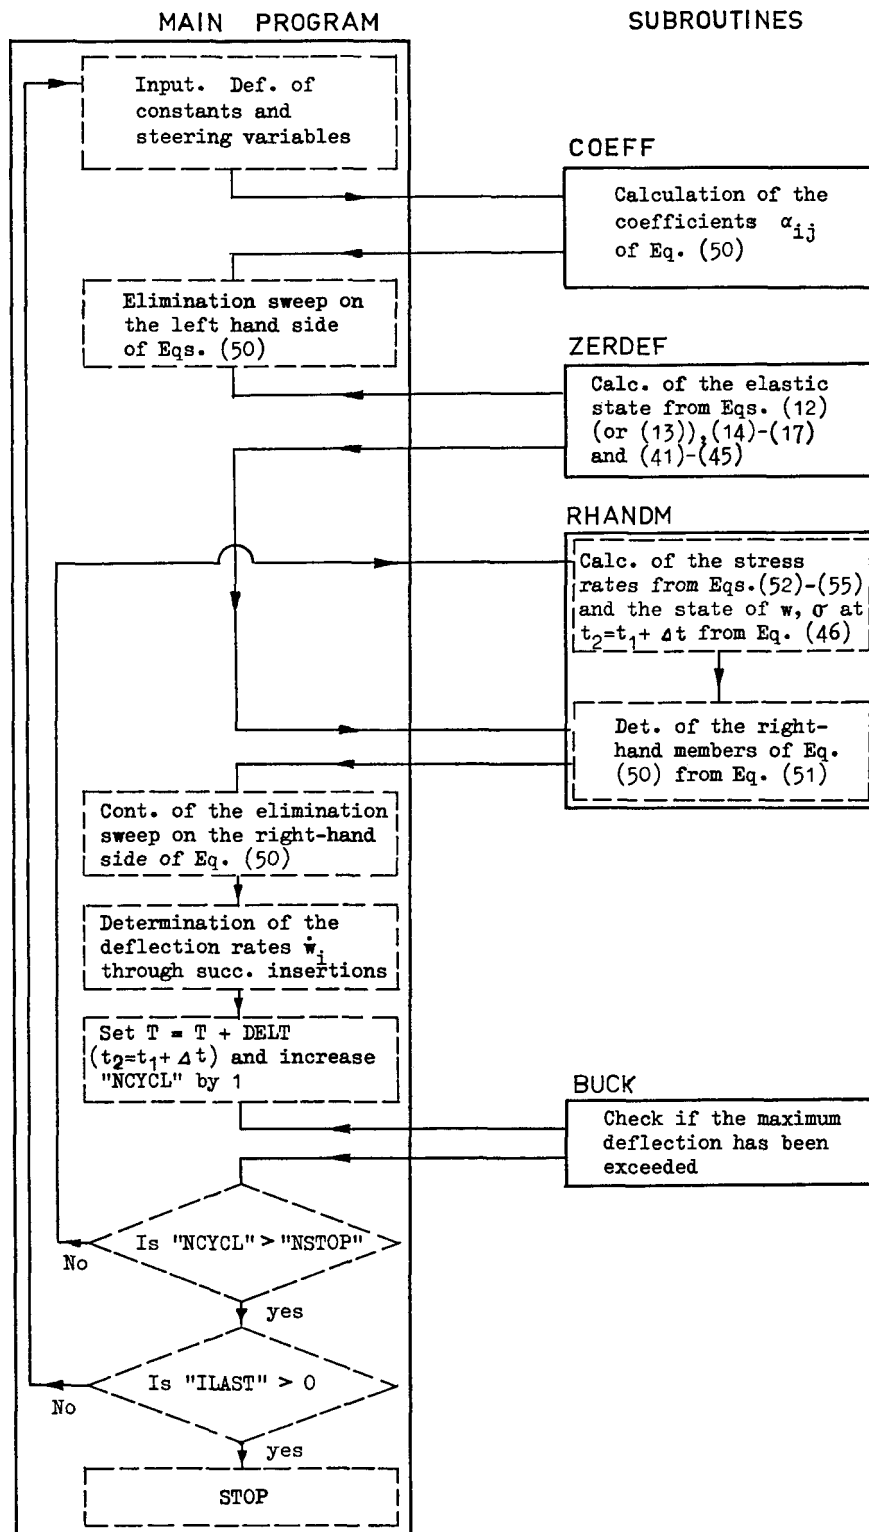 MAIN PROGRAM
SUBROUTINES
Input. Def. of
constants and
steering variables
COEFF
Calculation of the
coefficients αij
of Eq. (50)
Elimination sweep on
the left hand side
of Eqs. (50)
ZERDEF
Calc. of the elastic
state from Eqs. (12)
(or (13)),(14)-(17)
and (41)-(45)
RHANDM
Calc. of the stress
rates from Eqs.(52)-(55)
and the state of w, σ at
t₂=t₁+ Δt from Eq. (46)
Det. of the right-
hand members of Eq.
(50) from Eq. (51)
Cont. of the elimination
sweep on the right-hand
side of Eq. (50)
Determination of the
deflection rates ẇi
through succ. insertions
Set T = T + DELT
(t₂=t₁+ Δt) and increase
"NCYCL" by 1
BUCK
Check if the maximum
deflection has been
exceeded
Is "NCYCL" > "NSTOP"
No
yes
Is "ILAST" > 0
No
yes
STOP